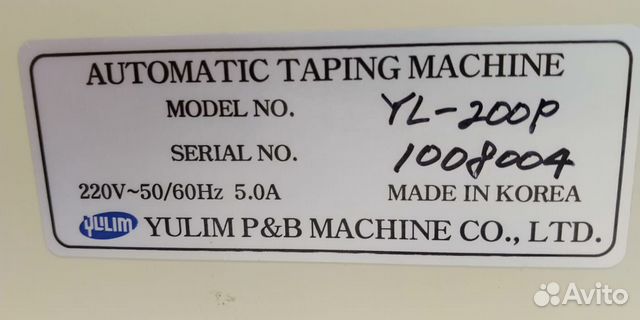 AUTOMATIC TAPING MACHINE
MODEL NO. YL-200P
SERIAL NO. 1008004
220V~50/60Hz 5.0A MADE IN KOREA
YULIM YULIM P&B MACHINE CO., LTD.
Avito